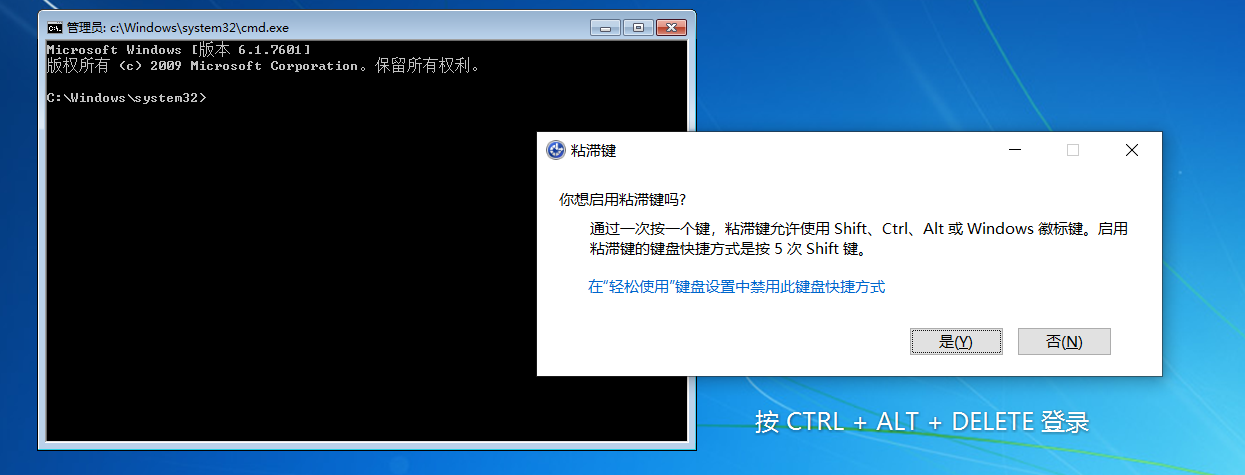 管理员: c:\Windows\system32\cmd.exe
Microsoft Windows [版本 6.1.7601]
版权所有 (c) 2009 Microsoft Corporation。保留所有权利。
C:\Windows\system32>
粘滞键
你想启用粘滞键吗?
通过一次按一个键，粘滞键允许使用 Shift、Ctrl、Alt 或 Windows 徽标键。启用
粘滞键的键盘快捷方式是按 5 次 Shift 键。
在"轻松使用"键盘设置中禁用此键盘快捷方式
是(Y)
否(N)
按 CTRL + ALT + DELETE 登录